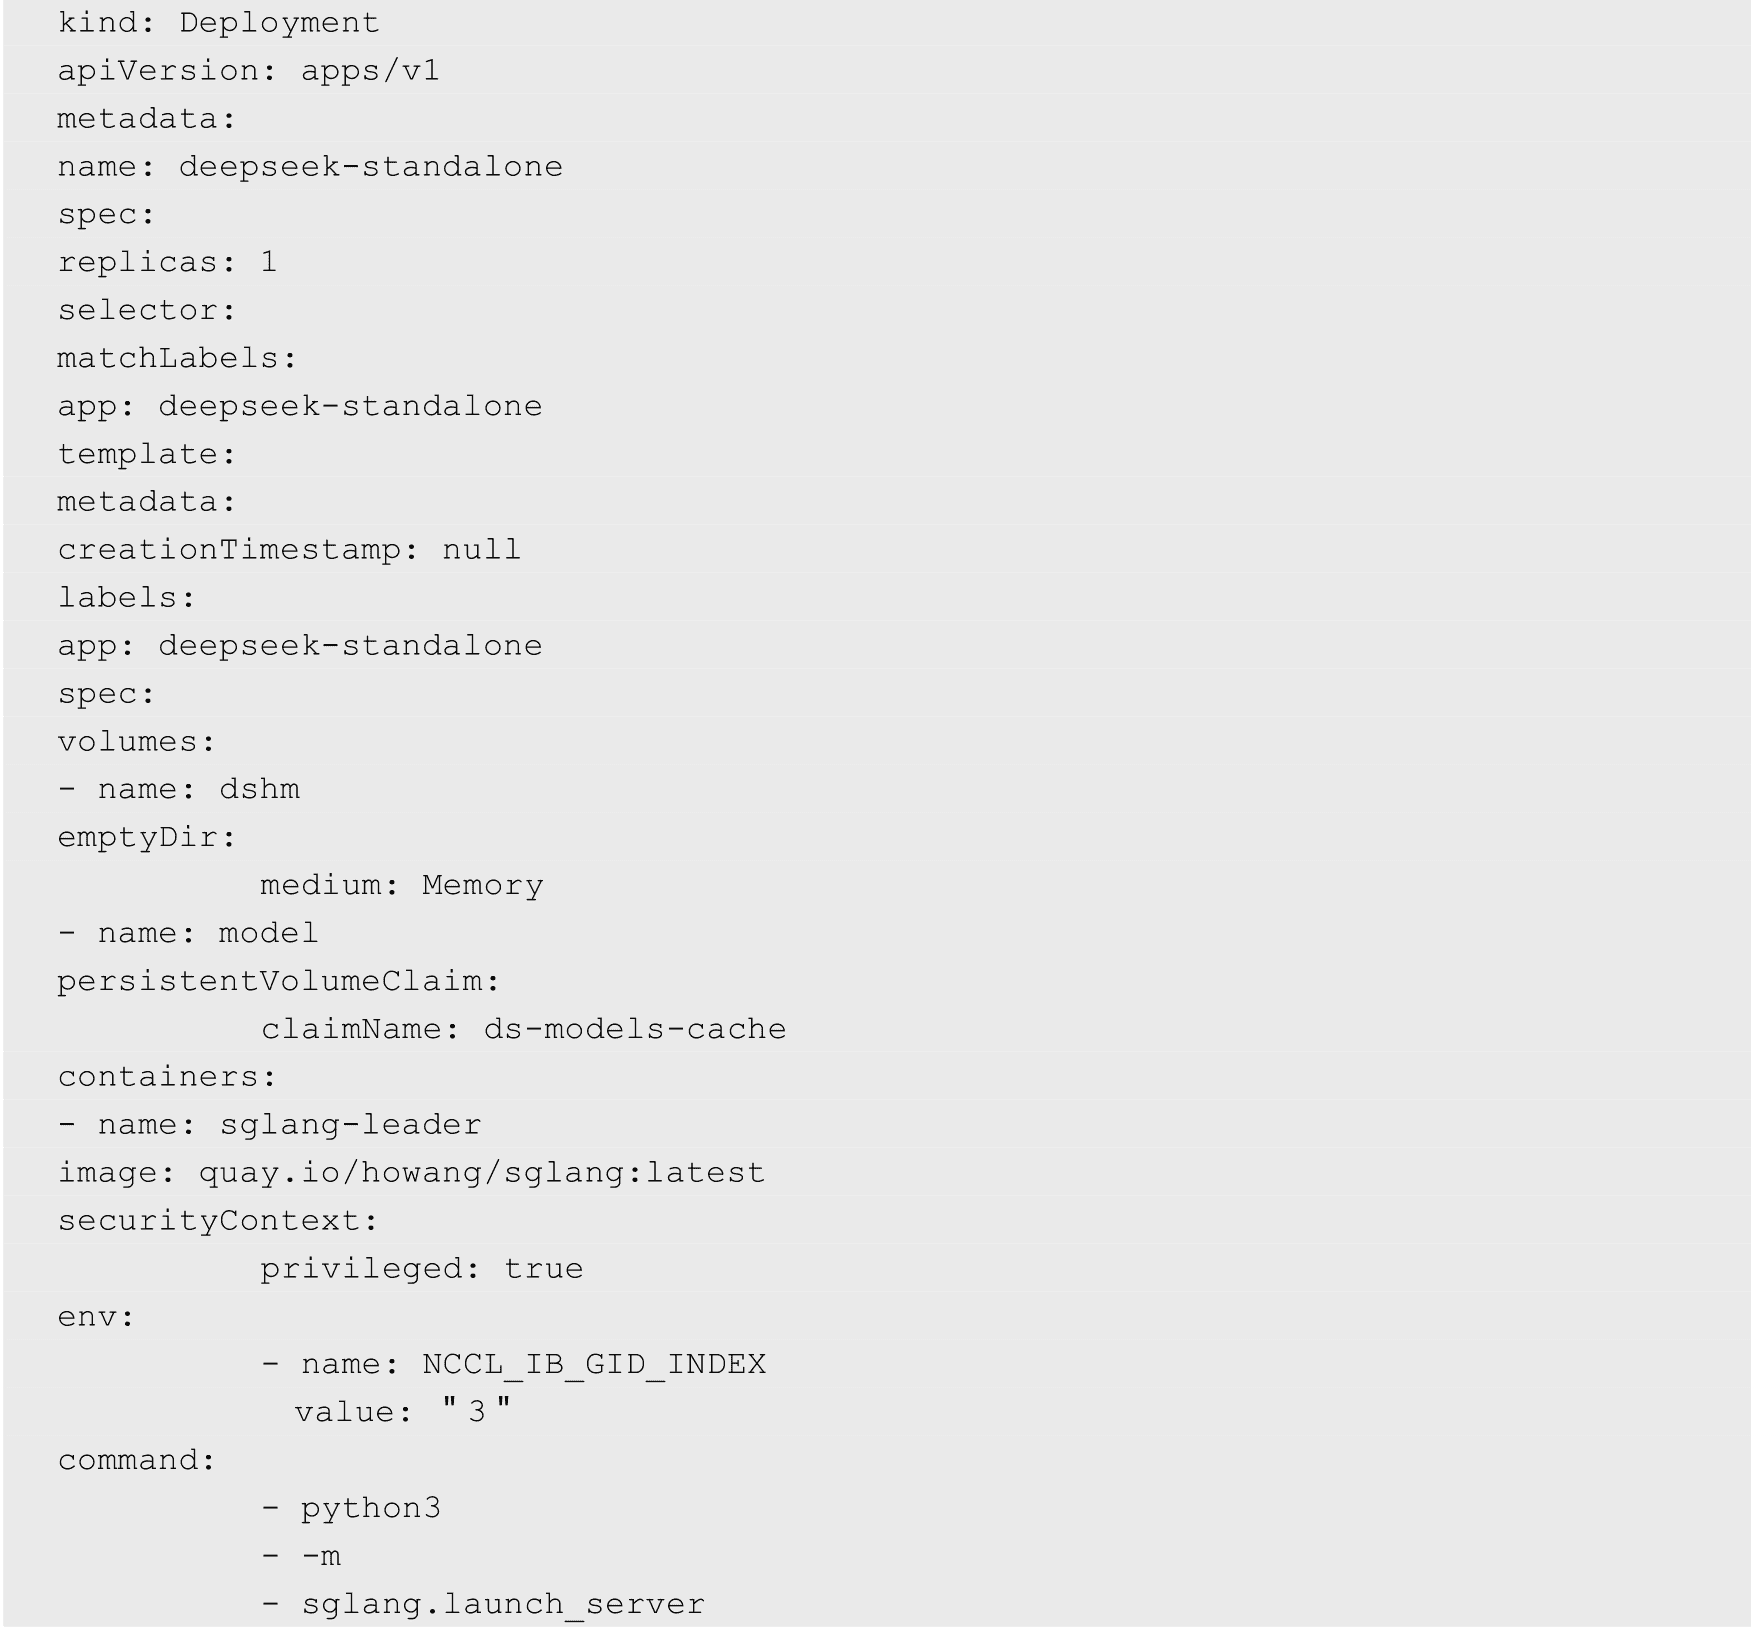 kind: Deployment
apiVersion: apps/v1
metadata:
name: deepseek-standalone
spec:
replicas: 1
selector:
matchLabels:
app: deepseek-standalone
template:
metadata:
creationTimestamp: null
labels:
app: deepseek-standalone
spec:
volumes:
- name: dshm
emptyDir:
          medium: Memory
- name: model
persistentVolumeClaim:
          claimName: ds-models-cache
containers:
- name: sglang-leader
image: quay.io/howang/sglang:latest
securityContext:
          privileged: true
env:
          - name: NCCL_IB_GID_INDEX
            value: "3"
command:
          - python3
          - -m
          - sglang.launch_server